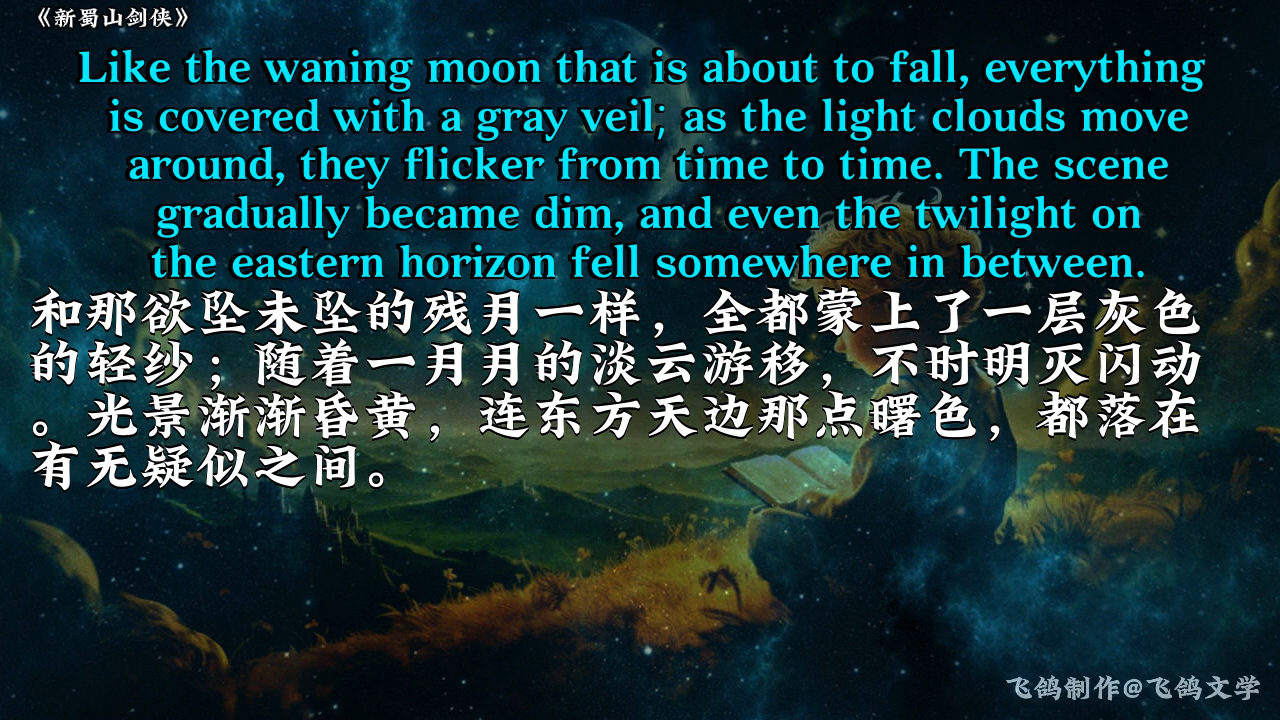 《新蜀山剑侠》
Like the waning moon that is about to fall, everything
is covered with a gray veil; as the light clouds move
around, they flicker from time to time. The scene
gradually became dim, and even the twilight on
the eastern horizon fell somewhere in between.
和那欲坠未坠的残月一样，全都蒙上了一层灰色
的轻纱；随着一月月的淡云游移，不时明灭闪动
。光景渐渐昏黄，连东方天边那点曙色，都落在
有无疑似之间。
飞鸽制作@飞鸽文学